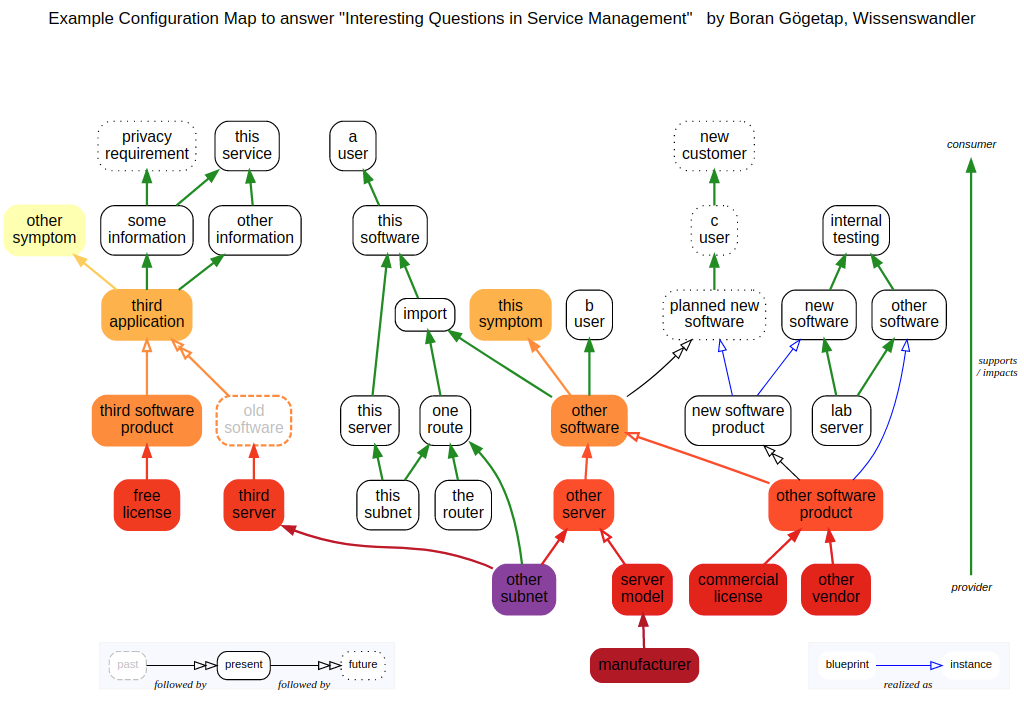 Example Configuration Map to answer "Interesting Questions in Service Management"   by Boran Gögetap, Wissenswandler
privacy
requirement
this
service
a
user
new
customer
consumer
other
symptom
some
information
other
information
this
software
c
user
internal
testing
third
application
import
this
symptom
b
user
planned new
software
new
software
other
software
supports
/ impacts
third software
product
old
software
this
server
one
route
other
software
new software
product
lab
server
free
license
third
server
this
subnet
the
router
other
server
other software
product
other
subnet
server
model
commercial
license
other
vendor
provider
manufacturer
past
present
future
followed by
followed by
blueprint
instance
realized as